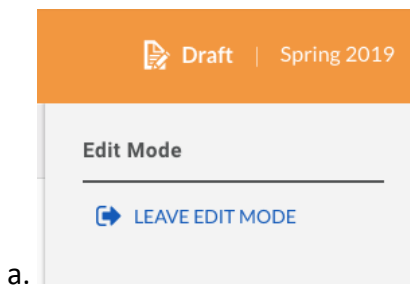 Draft | Spring 2019
Edit Mode
LEAVE EDIT MODE
a.